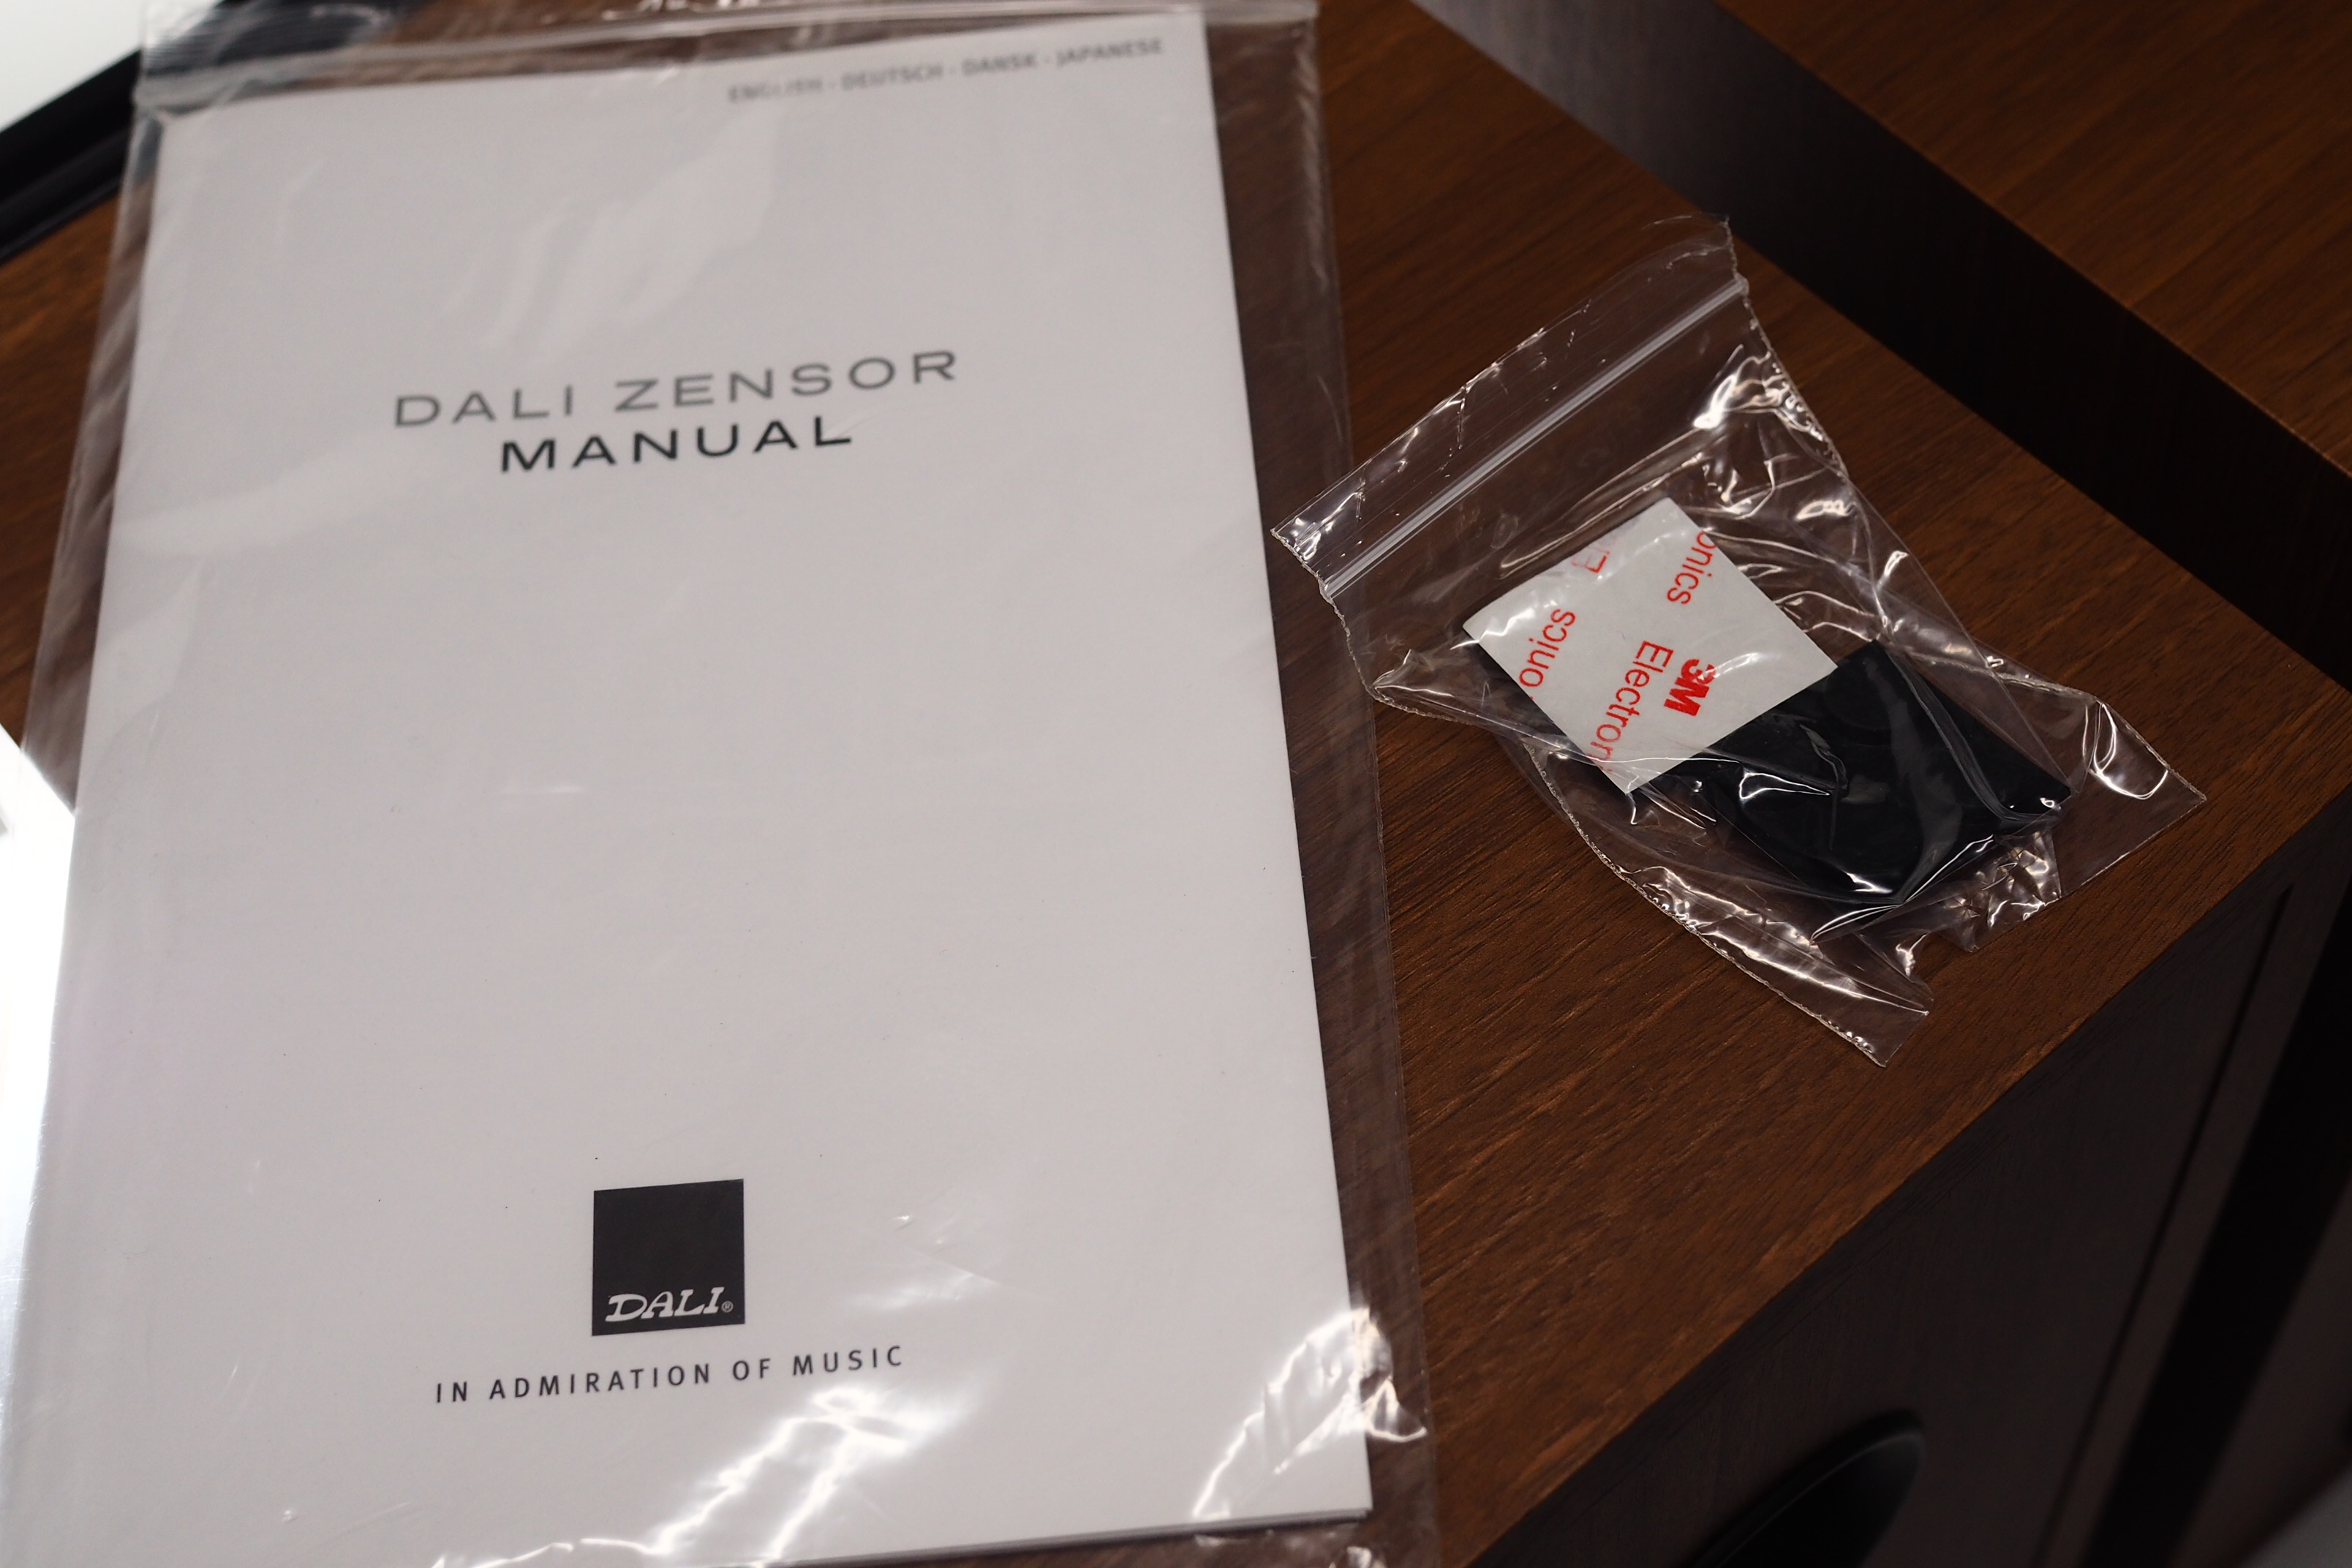 ENGLISH · DEUTSCH · DANSK · JAPANESE
DALI ZENSOR
MANUAL
DALI®
IN ADMIRATION OF MUSIC
onics
onics
3M
Electron